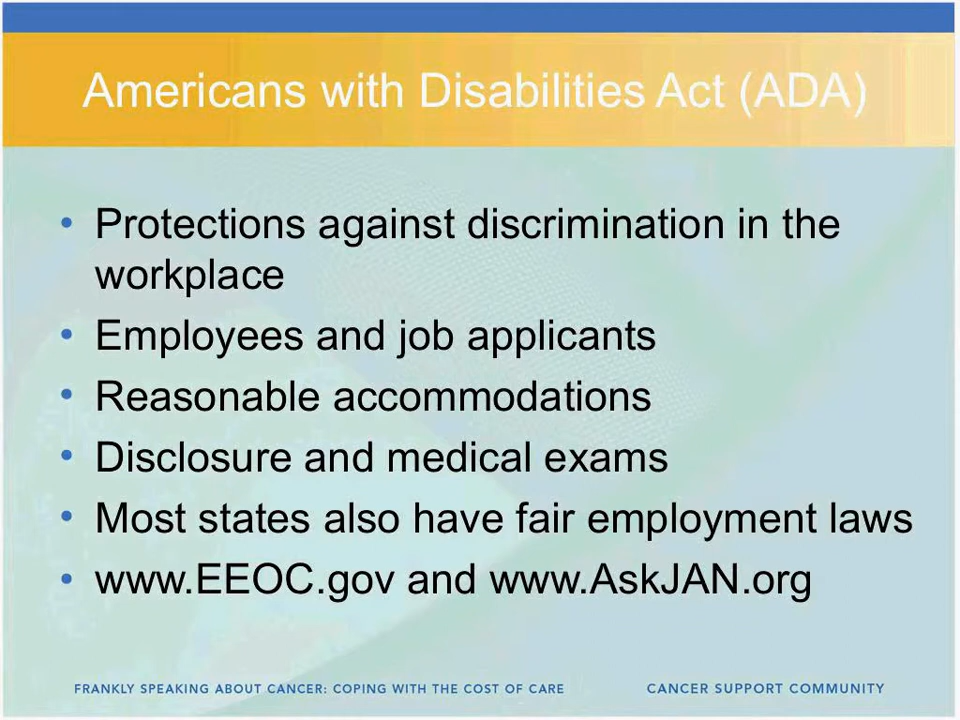 Americans with Disabilities Act (ADA)
• Protections against discrimination in the
workplace
• Employees and job applicants
• Reasonable accommodations
• Disclosure and medical exams
• Most states also have fair employment laws
• www.EEOC.gov and www.AskJAN.org
FRANKLY SPEAKING ABOUT CANCER: COPING WITH THE COST OF CARE CANCER SUPPORT COMMUNITY